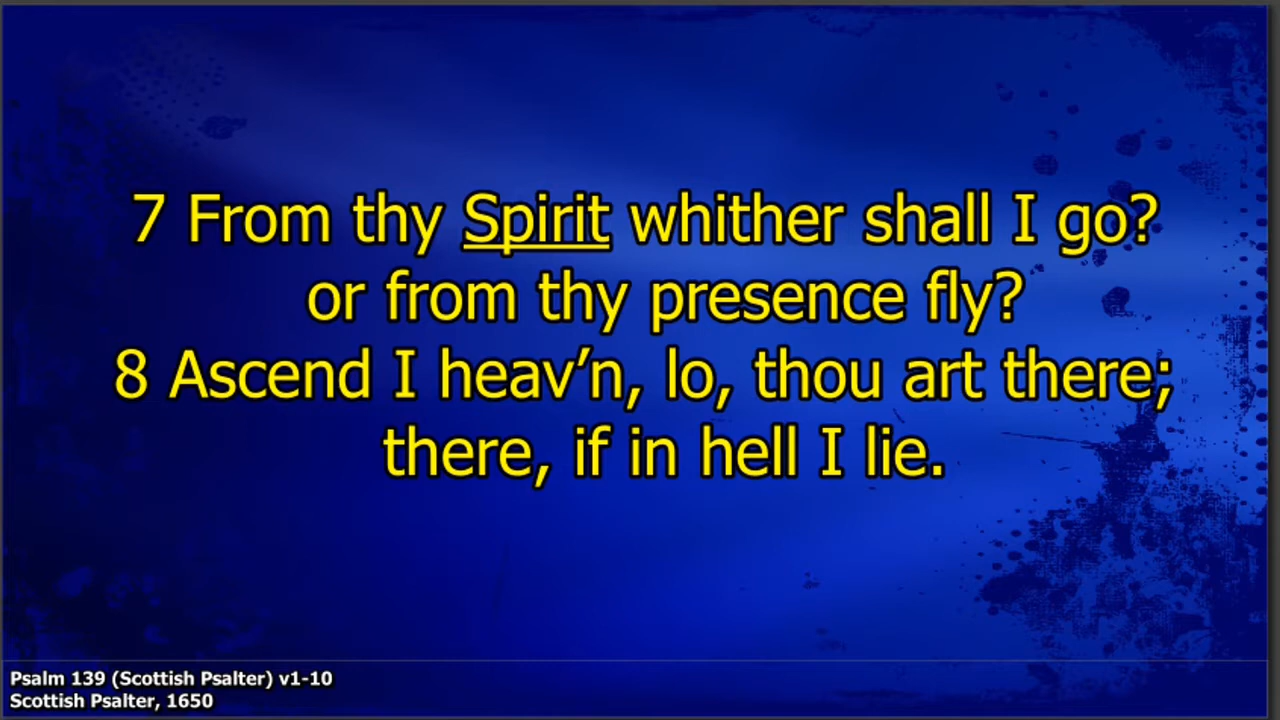 7 From thy Spirit whither shall I go?
or from thy presence fly?
8 Ascend I heav’n, lo, thou art there;
there, if in hell I lie.
Psalm 139 (Scottish Psalter) v1-10
Scottish Psalter, 1650